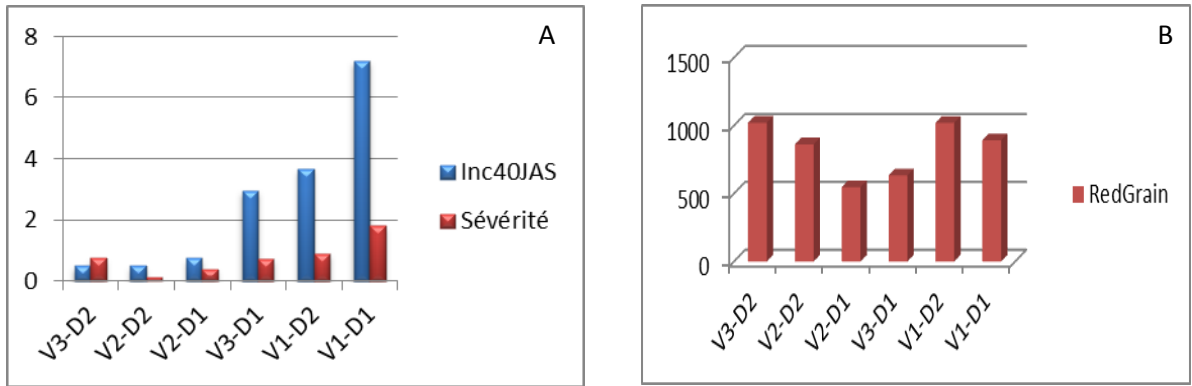 A
8
6
4
2
0
V3-D2
V2-D2
V2-D1
V3-D1
V1-D2
V1-D1
Inc40JAS
Sévérité
B
1500
1000
500
0
V3-D2
V2-D2
V2-D1
V3-D1
V1-D2
V1-D1
RedGrain